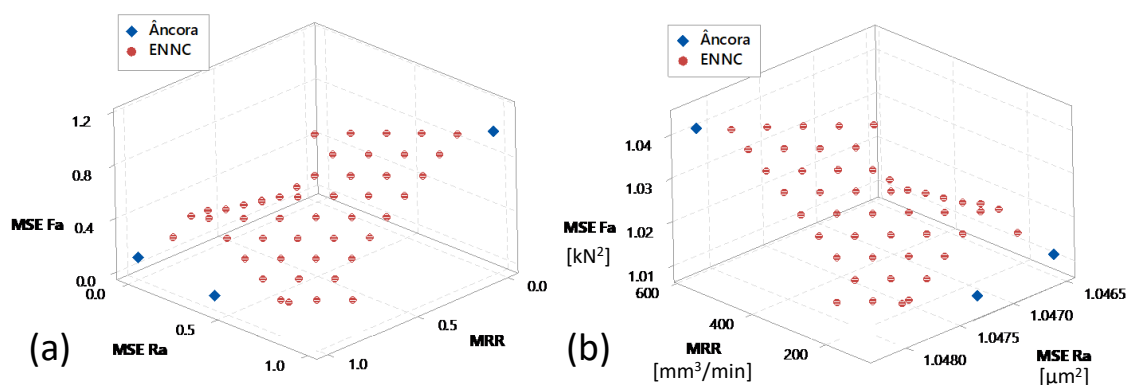 Âncora
ENNC
1.2
0.8
MSE Fa
0.4
0.0
0.0
0.5
MSE Ra
1.0
1.0
0.5
MRR
0.0
(a)
Âncora
ENNC
1.04
1.03
MSE Fa
[kN²]
1.02
1.01
600
400
MRR
200
[mm³/min]
1.0465
1.0470
1.0475
1.0480
MSE Ra
[µm²]
(b)